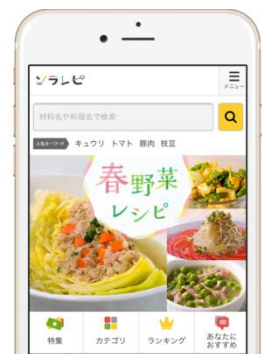 ソラレピ
メニュー
材料名や料理名で検索
人気キーワード キュウリ トマト 豚肉 枝豆
春野菜
レシピ
特集 カテゴリ ランキング あなたに
おすすめ